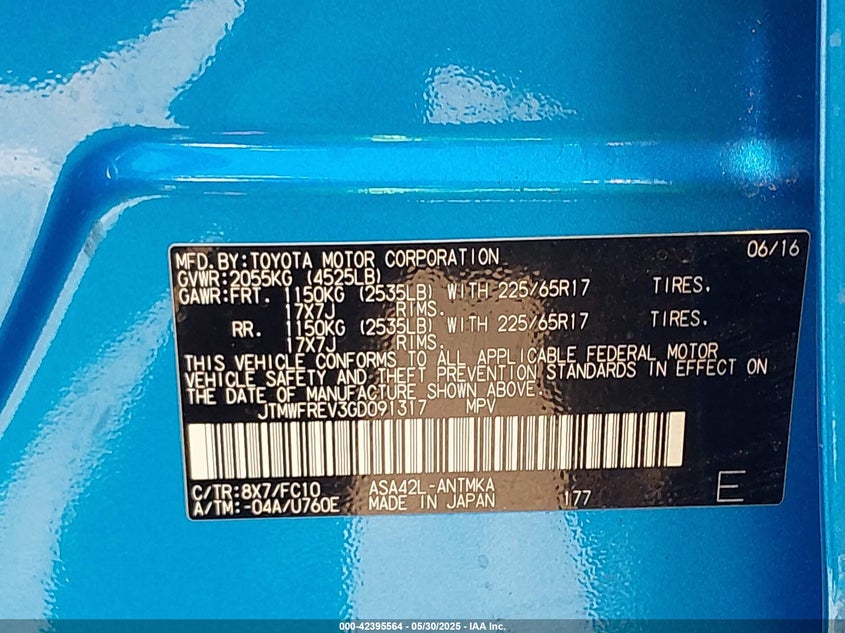 MFD.BY:TOYOTA MOTOR CORPORATION 06/16
GVWR:2055KG (4525LB)
GAWR:FRT. 1150KG (2535LB) WITH 225/65R17 TIRES.
17X7J RIMS.
RR. 1150KG (2535LB) WITH 225/65R17 TIRES.
17X7J RIMS.
THIS VEHICLE CONFORMS TO ALL APPLICABLE FEDERAL MOTOR
VEHICLE SAFETY AND THEFT PREVENTION STANDARDS IN EFFECT ON
THE DATE OF MANUFACTURE SHOWN ABOVE.
JTMWFREV3GD091317 MPV
C/TR:8X7/FC10 ASA42L-ANTMKA
A/TM:-04A/U760E MADE IN JAPAN 177 E
000-42395564 - 05/30/2025 - IAA Inc.